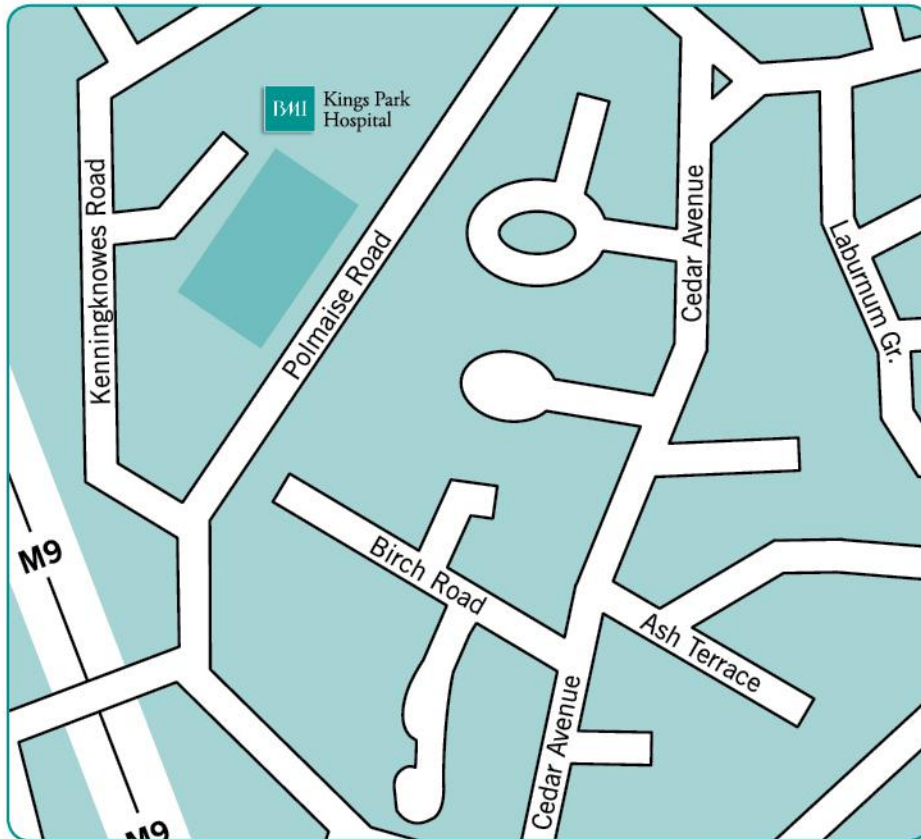 BMI
Kings Park
Hospital
Kenningknowes Road
Polmaise Road
Cedar Avenue
Laburnum Gr.
M9
Birch Road
Ash Terrace
Cedar Avenue
M9